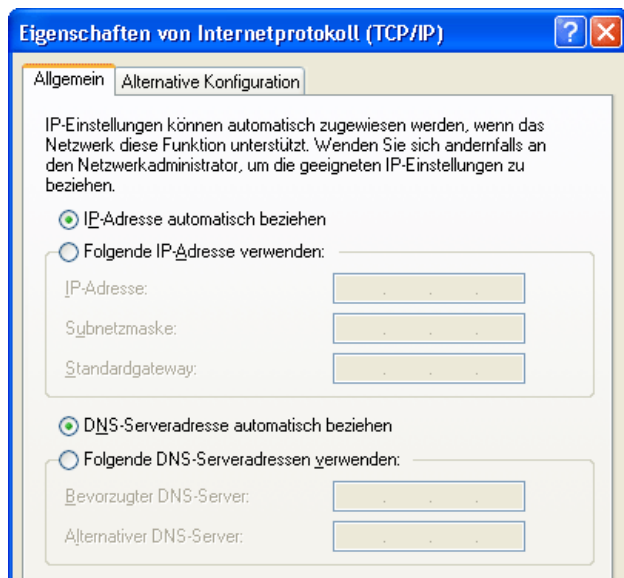 Eigenschaften von Internetprotokoll (TCP/IP)
Allgemein
Alternative Konfiguration
IP-Einstellungen können automatisch zugewiesen werden, wenn das
Netzwerk diese Funktion unterstützt. Wenden Sie sich andernfalls an
den Netzwerkadministrator, um die geeigneten IP-Einstellungen zu
beziehen.
IP-Adresse automatisch beziehen
Folgende IP-Adresse verwenden:
IP-Adresse:
Subnetzmaske:
Standardgateway:
DNS-Serveradresse automatisch beziehen
Folgende DNS-Serveradressen verwenden:
Bevorzugter DNS-Server:
Alternativer DNS-Server: